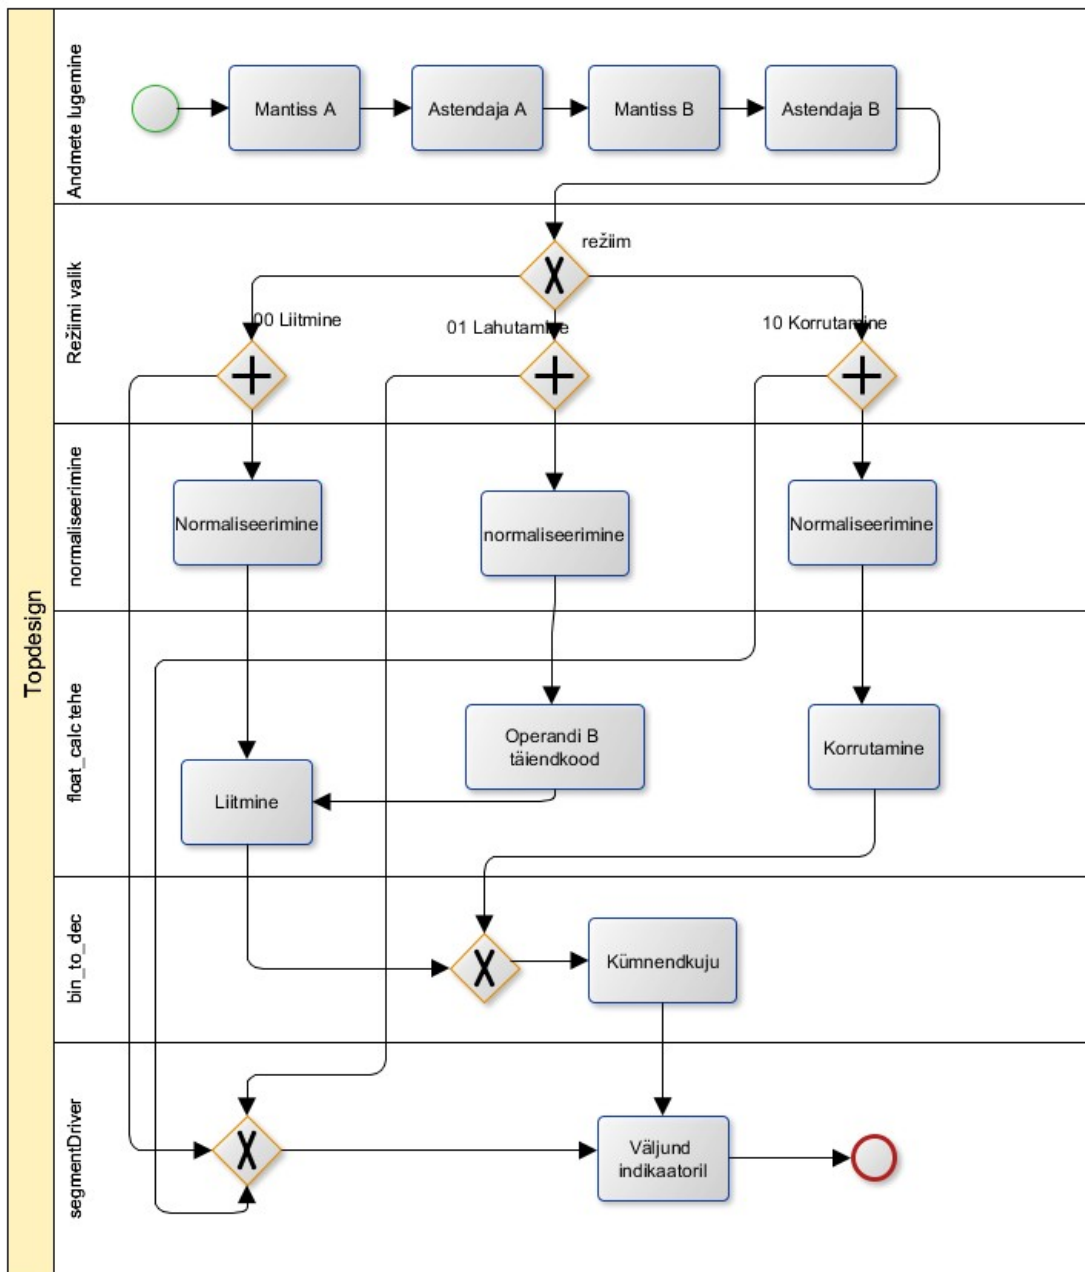 Topdesign
Andmete lugemine
Mantiss A
Astendaja A
Mantiss B
Astendaja B
Režiimi valik
režiim
00 Liitmine
01 Lahutamine
10 Korrutamine
normaliseerimine
Normaliseerimine
normaliseerimine
Normaliseerimine
float_calc tehe
Operandi B
täiendkood
Korrutamine
Liitmine
bin_to_dec
Kümnendkuju
segmentDriver
Väljund
indikaatoril